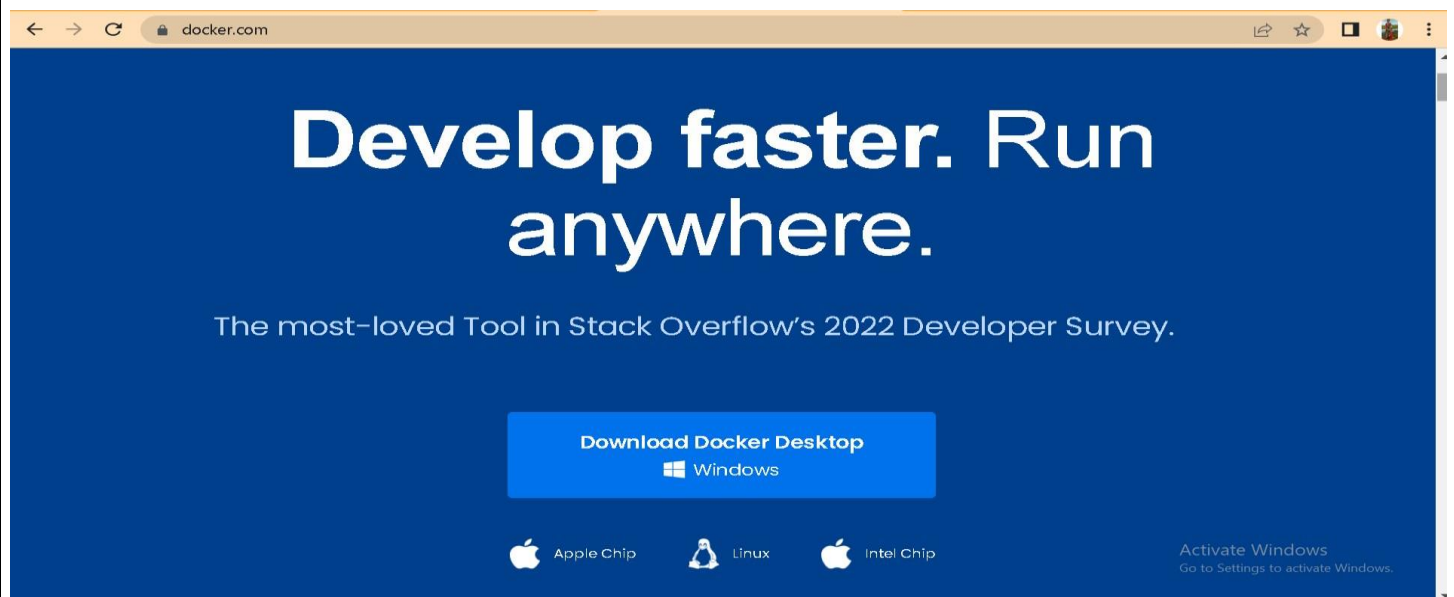 docker.com
Develop faster. Run
anywhere.
The most-loved Tool in Stack Overflow's 2022 Developer Survey.
Download Docker Desktop
Windows
Apple Chip Linux Intel Chip
Activate Windows
Go to Settings to activate Windows.